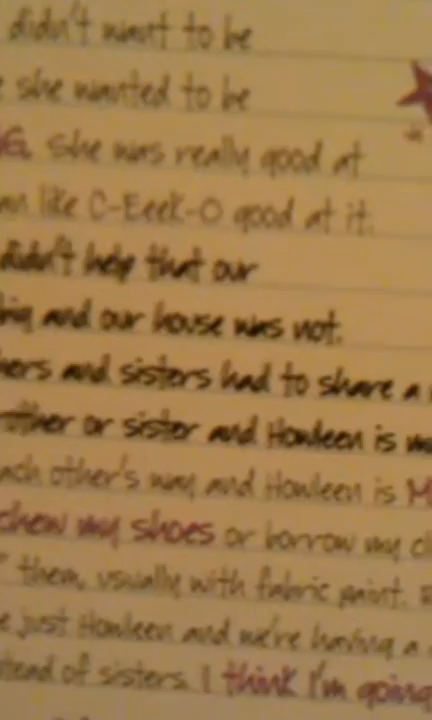 didn't want to be
she wanted to be
she was really good at
like C-EeeK-O good at it.
didn't help that our
big and our house was not.
and sisters had to share a
or sister and Howleen is
each other's way and Howleen is
chew my shoes or borrow my
them, usually with fabric paint.
just Howleen and we're having a
of sisters. I think I'm going